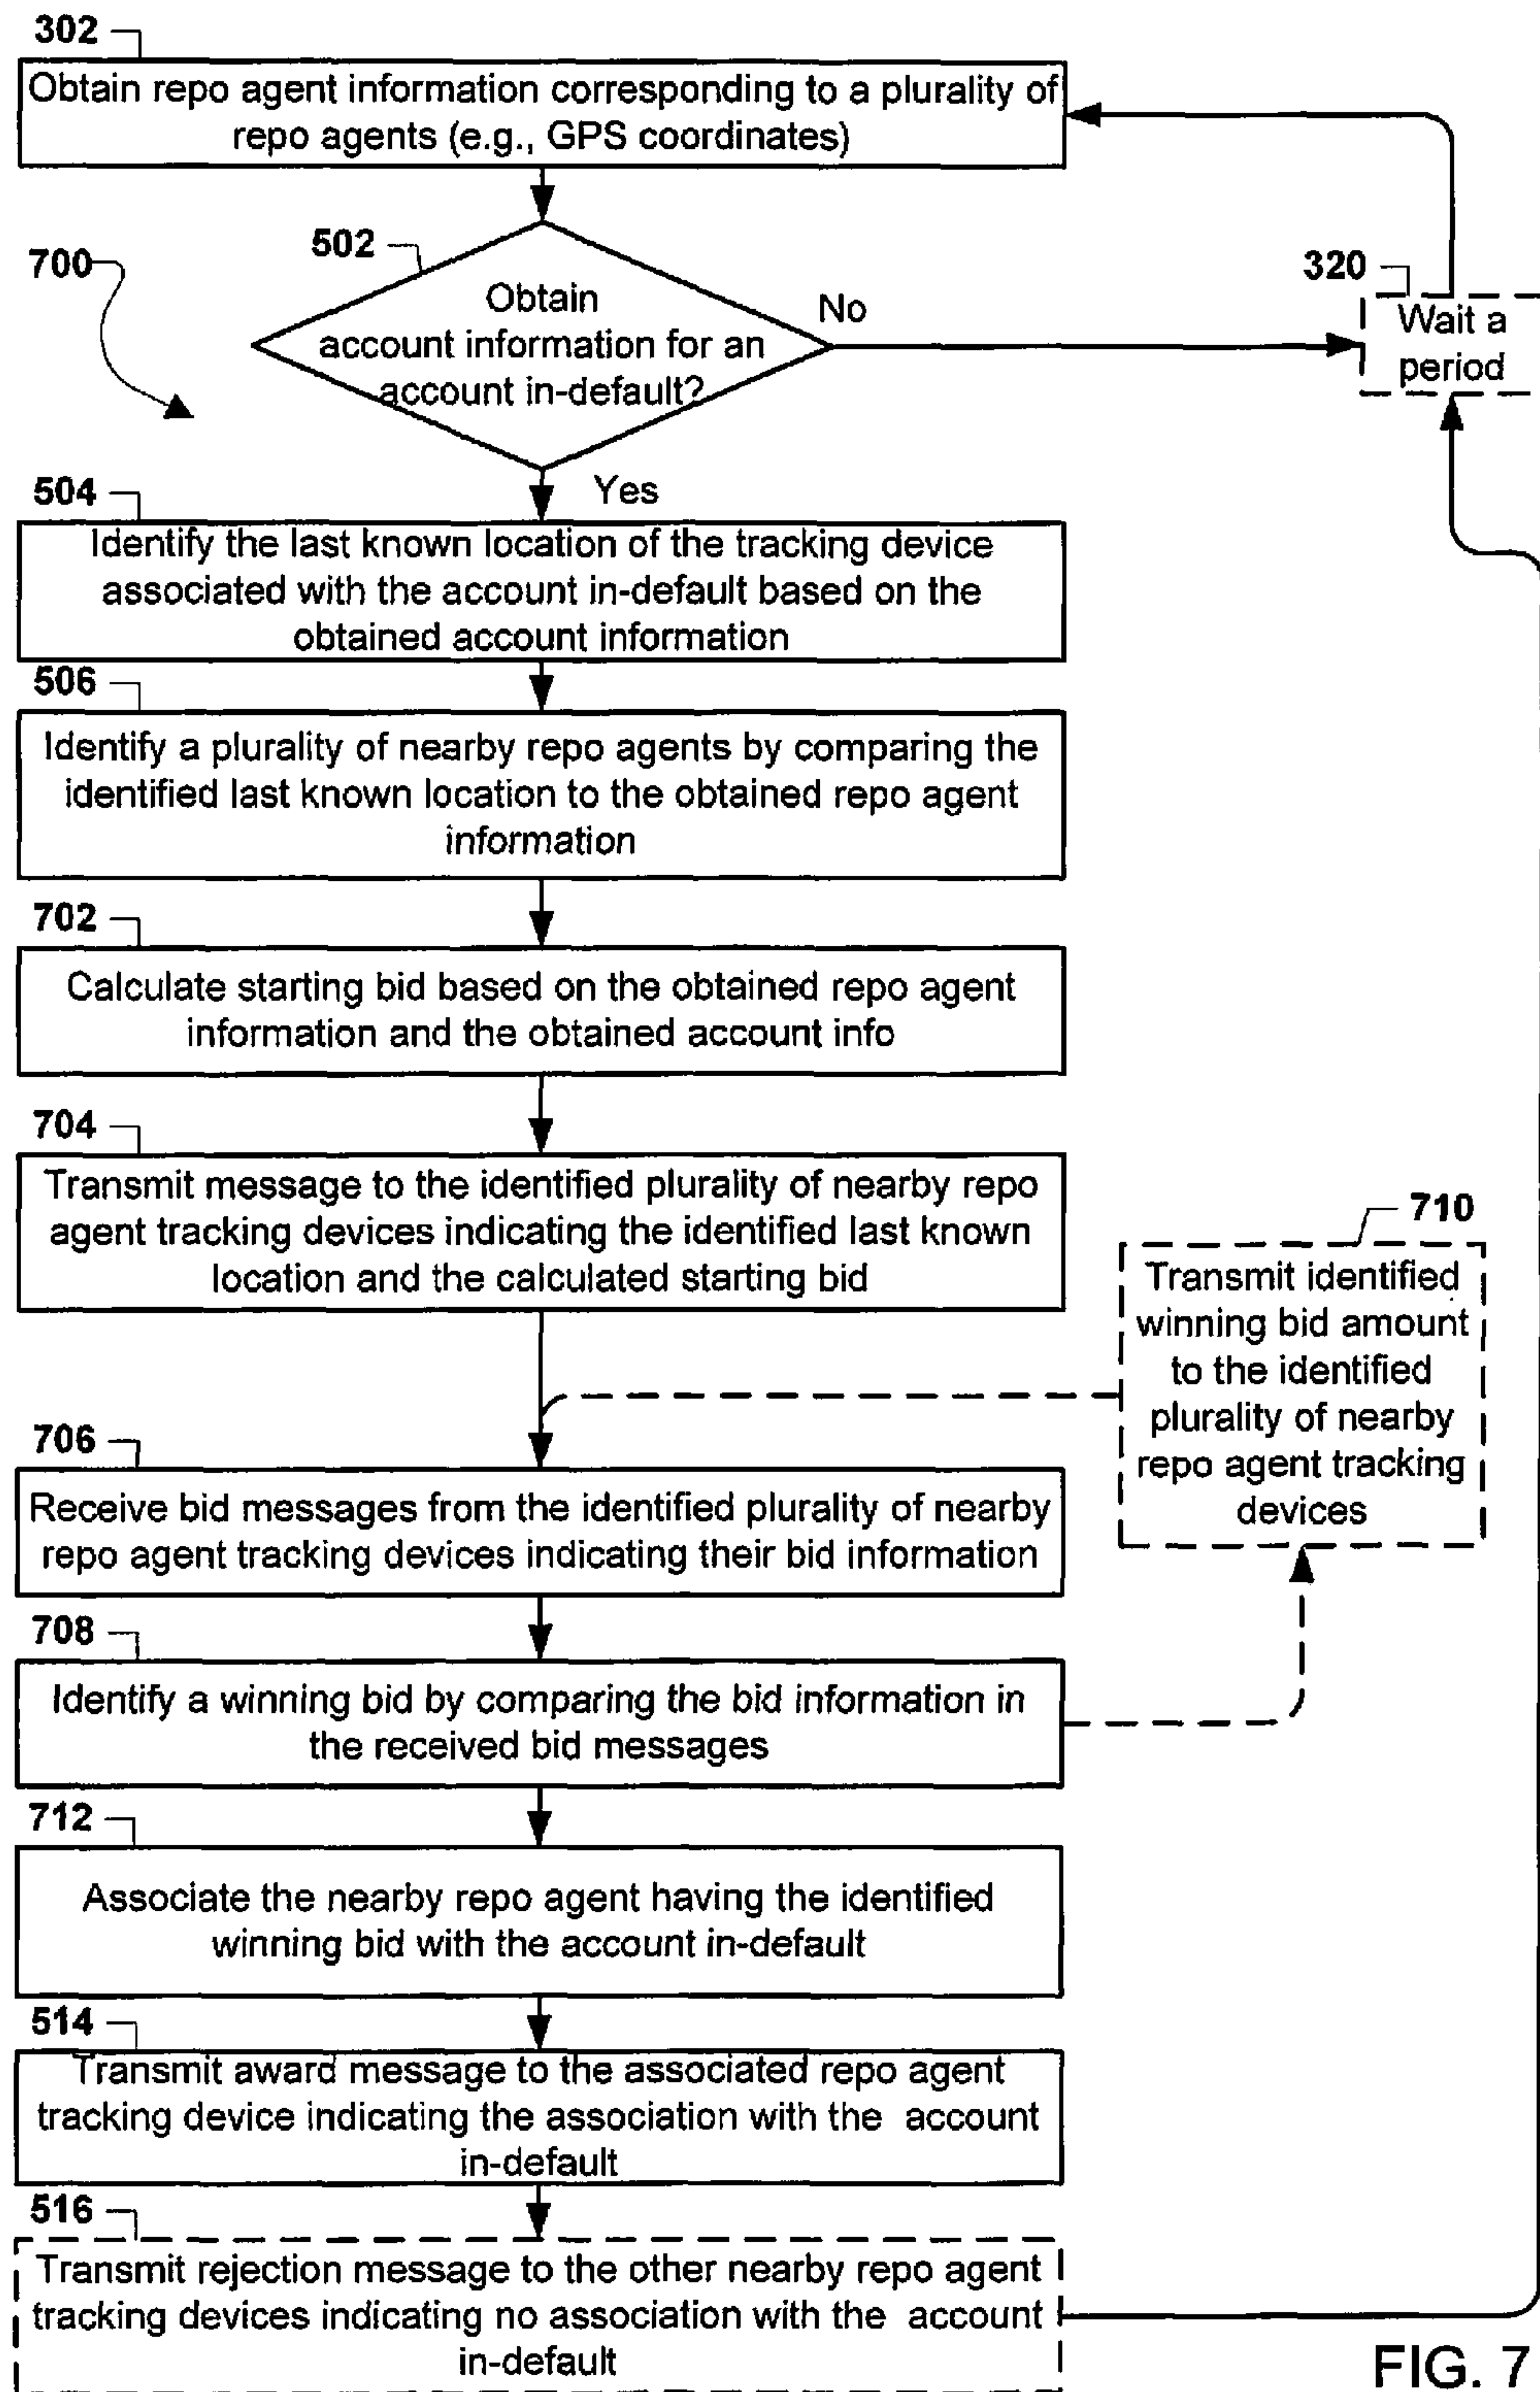 302
Obtain repo agent information corresponding to a plurality of
repo agents (e.g., GPS coordinates)
502
700
Obtain
account information for an
account in-default?
No
320
Wait a
period
Yes
504
Identify the last known location of the tracking device
associated with the account in-default based on the
obtained account information
506
Identify a plurality of nearby repo agents by comparing the
identified last known location to the obtained repo agent
information
702
Calculate starting bid based on the obtained repo agent
information and the obtained account info
704
Transmit message to the identified plurality of nearby repo
agent tracking devices indicating the identified last known
location and the calculated starting bid
710
Transmit identified
winning bid amount
to the identified
plurality of nearby
repo agent tracking
devices
706
Receive bid messages from the identified plurality of nearby
repo agent tracking devices indicating their bid information
708
Identify a winning bid by comparing the bid information in
the received bid messages
712
Associate the nearby repo agent having the identified
winning bid with the account in-default
514
Transmit award message to the associated repo agent
tracking device indicating the association with the account
in-default
516
Transmit rejection message to the other nearby repo agent
tracking devices indicating no association with the account
in-default
FIG. 7